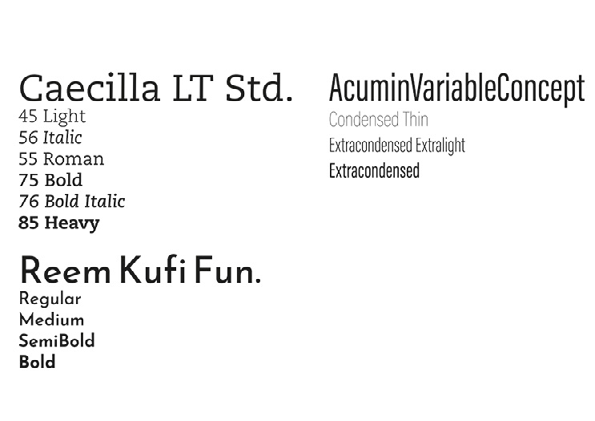 Caecilla LT Std.
45 Light
56 Italic
55 Roman
75 Bold
76 Bold Italic
85 Heavy
Reem Kufi Fun.
Regular
Medium
SemiBold
Bold
AcuminVariableConcept
Condensed Thin
Extracondensed Extralight
Extracondensed